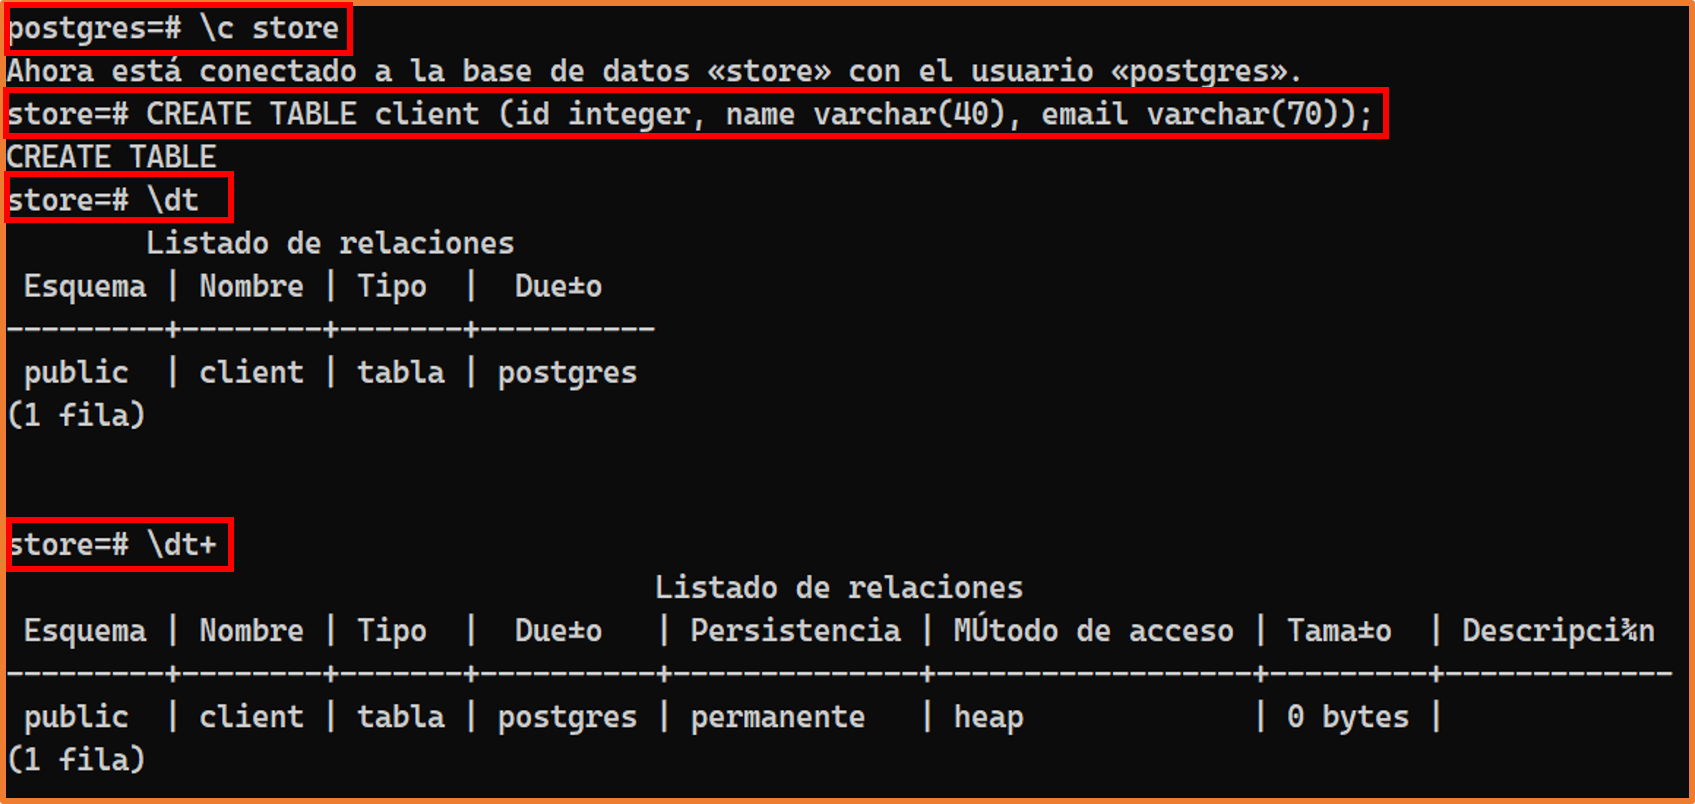 postgres=# \c store
Ahora está conectado a la base de datos «store» con el usuario «postgres».
store=# CREATE TABLE client (id integer, name varchar(40), email varchar(70));
CREATE TABLE
store=# \dt
        Listado de relaciones
 Esquema | Nombre | Tipo  |  Due±o
---------+--------+-------+----------
 public  | client | tabla | postgres
(1 fila)
store=# \dt+
                                     Listado de relaciones
 Esquema | Nombre | Tipo  |  Due±o   | Persistencia | MÚtodo de acceso | Tama±o  | Descripci¾n
---------+--------+-------+----------+--------------+------------------+---------+-------------
 public  | client | tabla | postgres | permanente   | heap             | 0 bytes |
(1 fila)